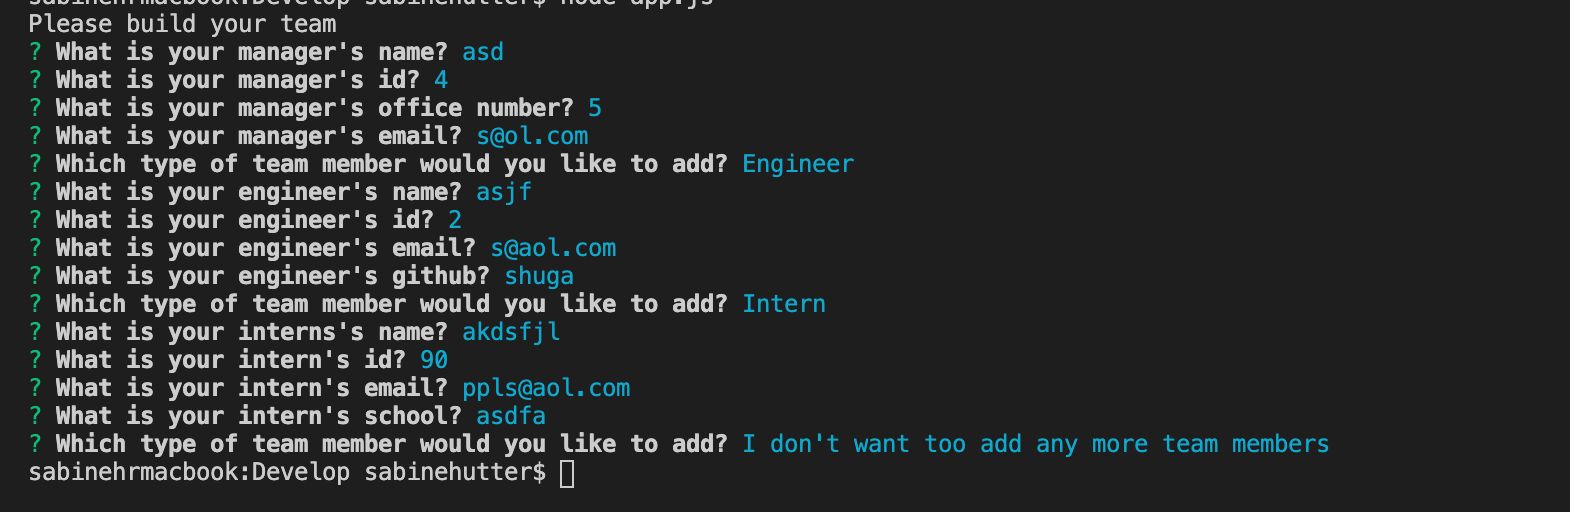 sabinehrmacbook:Develop sabinehutter$ node app.js
Please build your team
? What is your manager's name? asd
? What is your manager's id? 4
? What is your manager's office number? 5
? What is your manager's email? s@ol.com
? Which type of team member would you like to add? Engineer
? What is your engineer's name? asjf
? What is your engineer's id? 2
? What is your engineer's email? s@aol.com
? What is your engineer's github? shuga
? Which type of team member would you like to add? Intern
? What is your interns's name? akdsfjl
? What is your intern's id? 90
? What is your intern's email? ppls@aol.com
? What is your intern's school? asdfa
? Which type of team member would you like to add? I don't want too add any more team members
sabinehrmacbook:Develop sabinehutter$